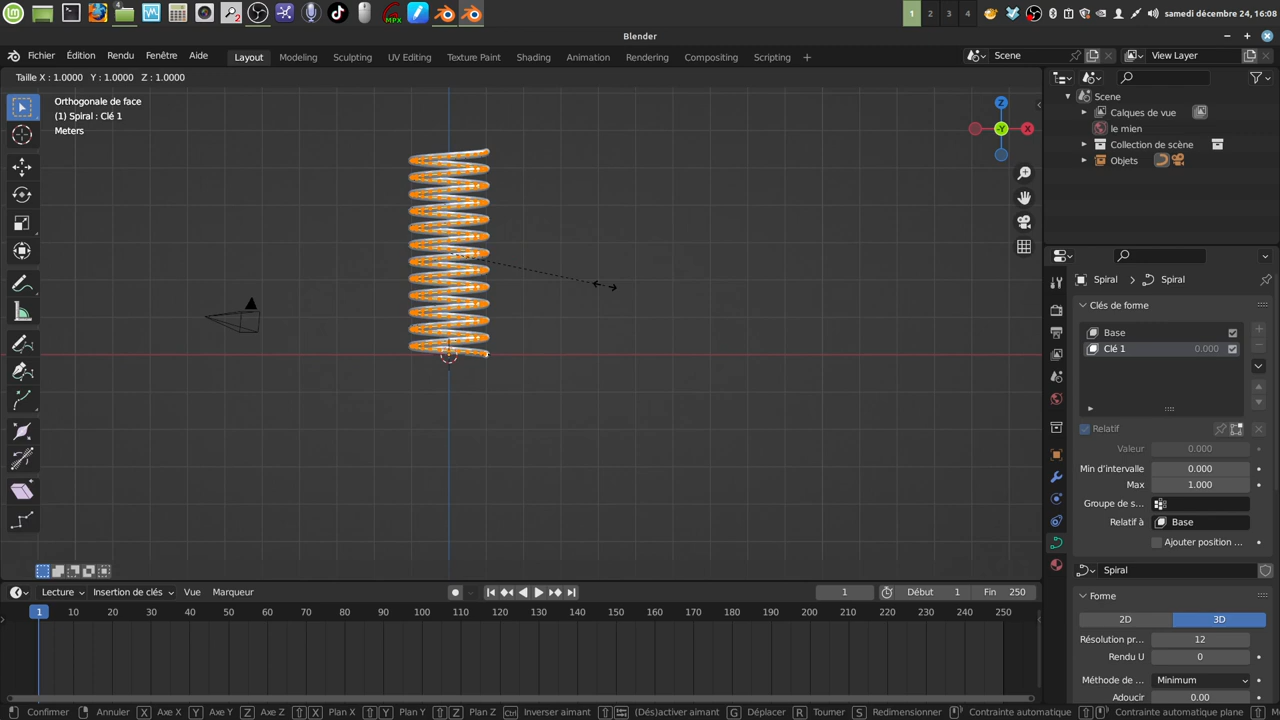 1 2 3 4
samedi décembre 24, 16:08
Blender
Fichier Édition Rendu Fenêtre Aide Layout Modeling Sculpting UV Editing Texture Paint Shading Animation Rendering Compositing Scripting + Scene View Layer
Taille X : 1.0000 Y : 1.0000 Z : 1.0000
Orthogonale de face
(1) Spiral : Clé 1
Meters
Z
-Y
X
Scene
Calques de vue
le mien
Collection de scène
Objets
Spiral Spiral
Clés de forme
Base
Clé 1 0.000
Relatif
Valeur 0.000
Min d'intervalle 0.000
Max 1.000
Groupe de s...
Relatif à Base
Ajouter position ...
Spiral
Forme
2D 3D
Résolution pr... 12
Rendu U 0
Méthode de ... Minimum
Adoucir 0.00
Lecture Insertion de clés Vue Marqueur 1 Début 1 Fin 250
1 10 20 30 40 50 60 70 80 90 100 110 120 130 140 150 160 170 180 190 200 210 220 230 240 250
Confirmer Annuler X Axe X Y Axe Y Z Axe Z X Plan X Y Plan Y Z Plan Z Ctrl Inverser aimant (Dés)activer aimant G Déplacer R Tourner S Redimensionner Contrainte automatique Contrainte automatique plane